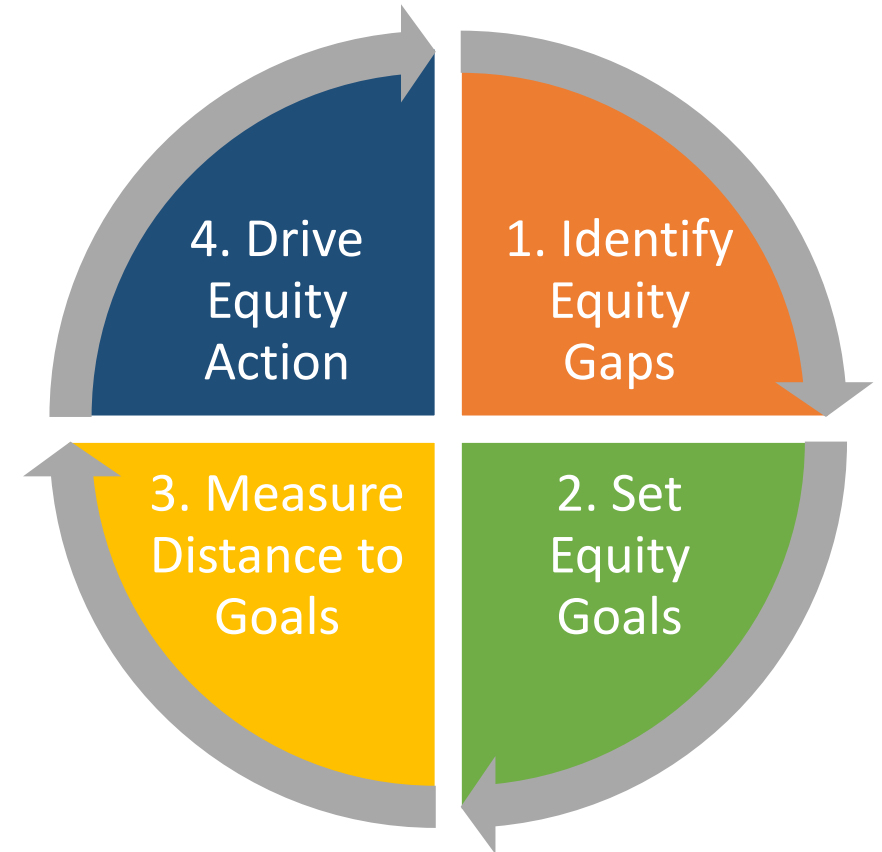 1. Identify
Equity
Gaps
2. Set
Equity
Goals
3. Measure
Distance to
Goals
4. Drive
Equity
Action